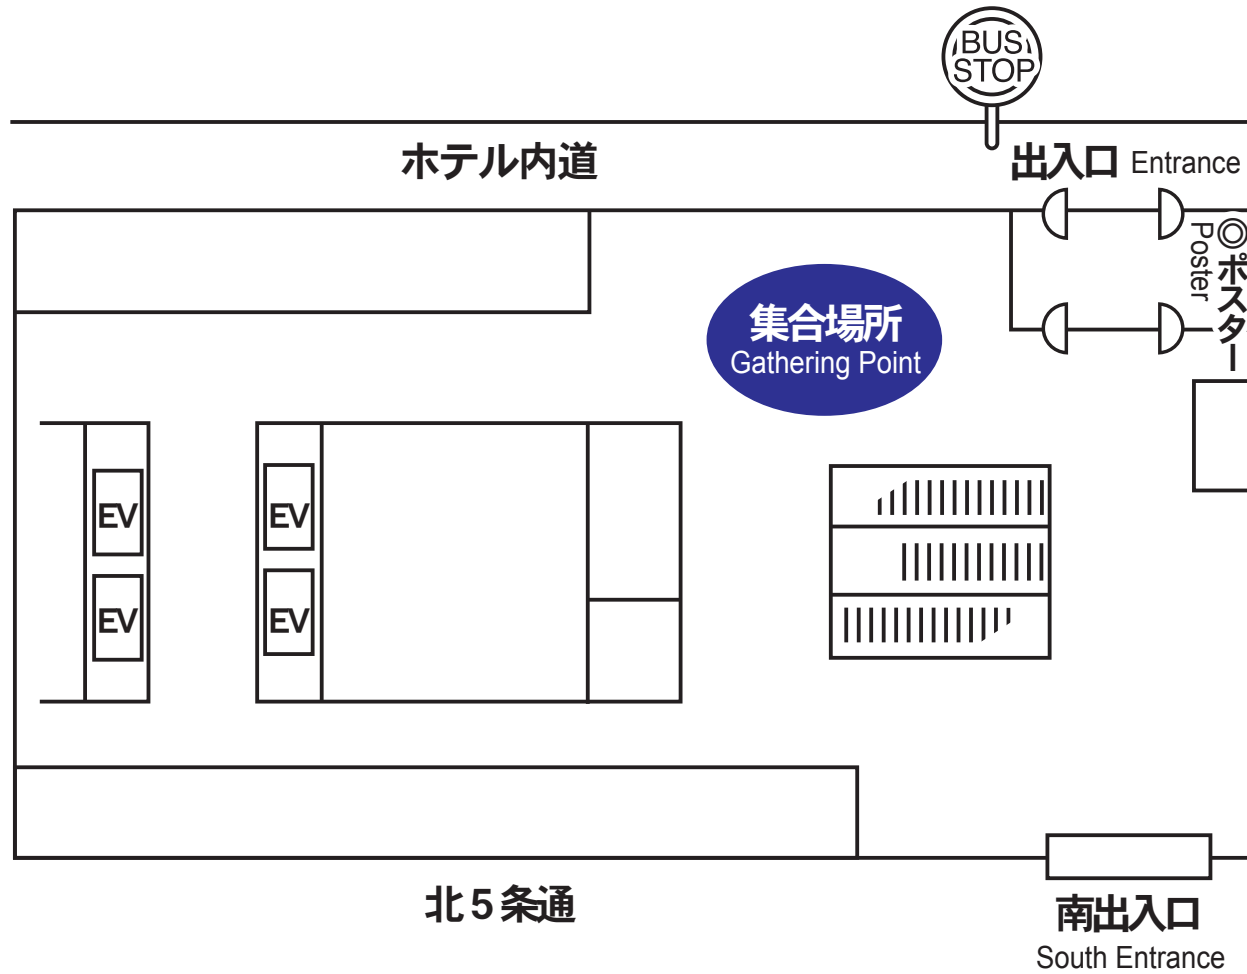 BUS
STOP
ホテル内道
出入口 Entrance
◎ポスター
Poster
集合場所
Gathering Point
EV
EV
EV
EV
北5条通
南出入口
South Entrance